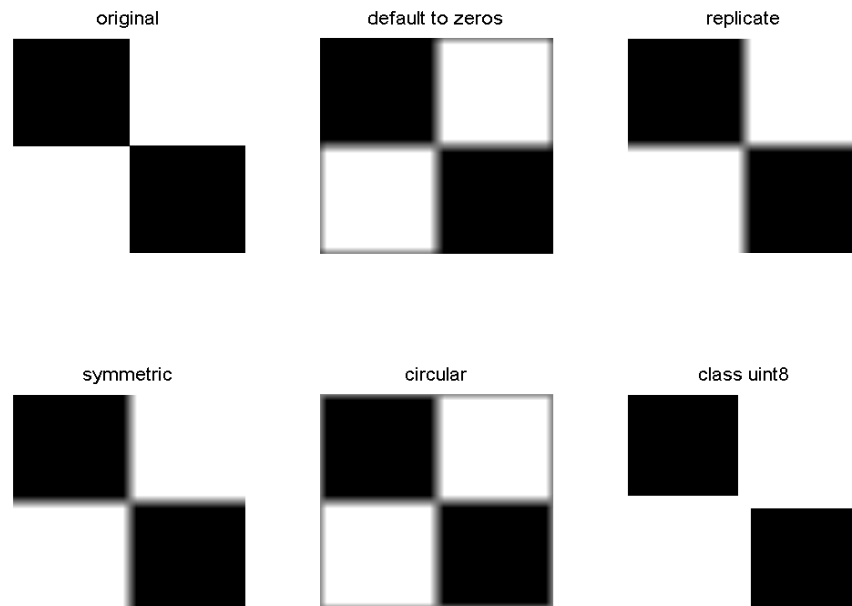 original
default to zeros
replicate
symmetric
circular
class uint8